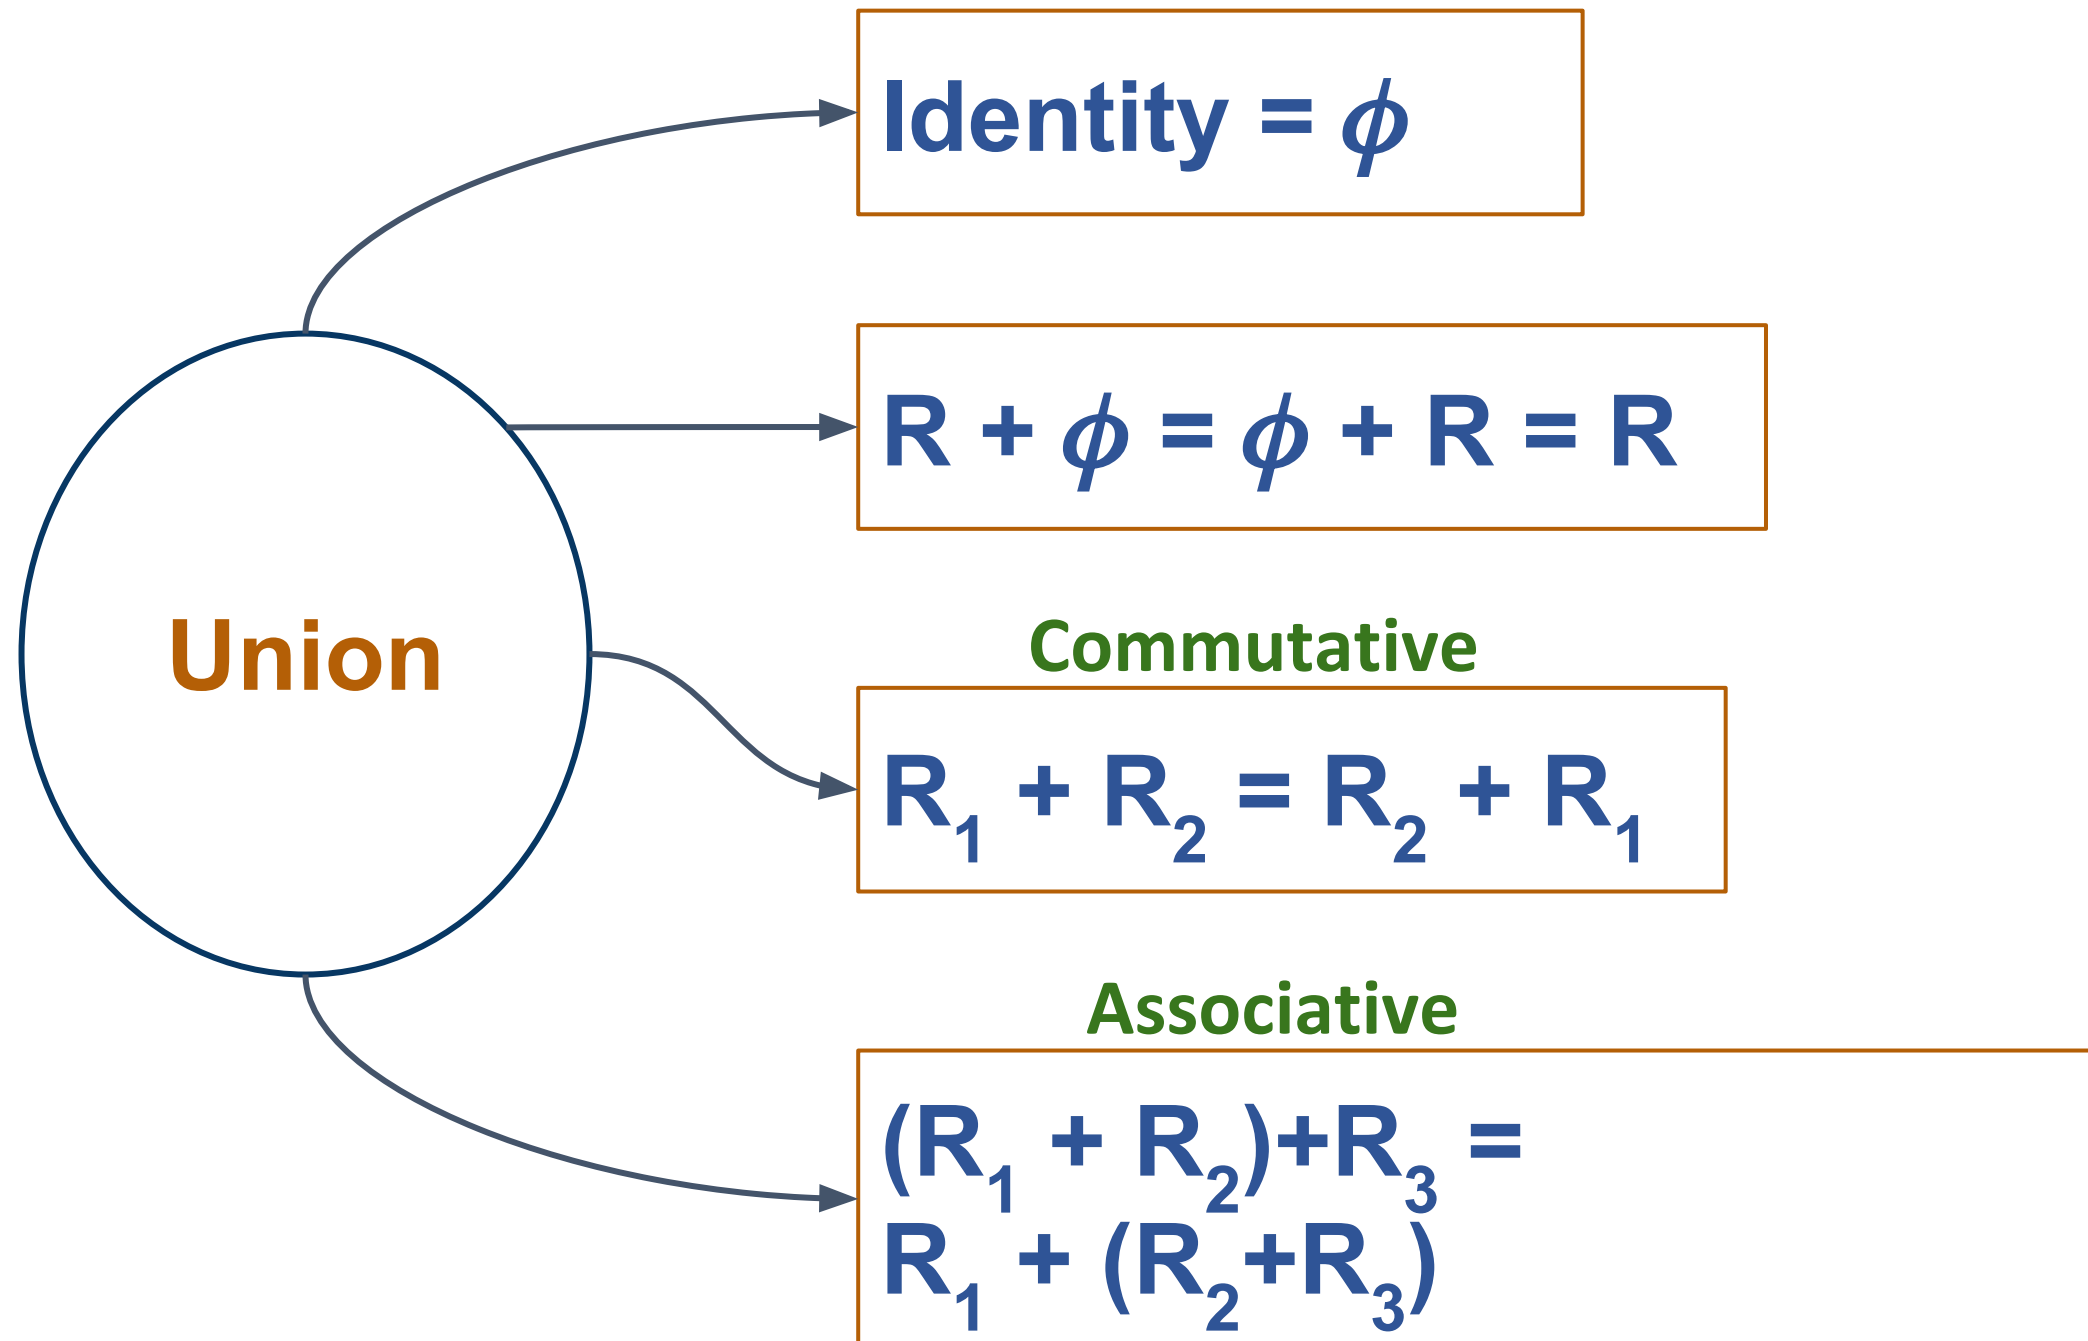 Identity = ϕ
R + ϕ = ϕ + R = R
Union
Commutative
R₁ + R₂ = R₂ + R₁
Associative
(R₁ + R₂)+R₃ =
R₁ + (R₂+R₃)